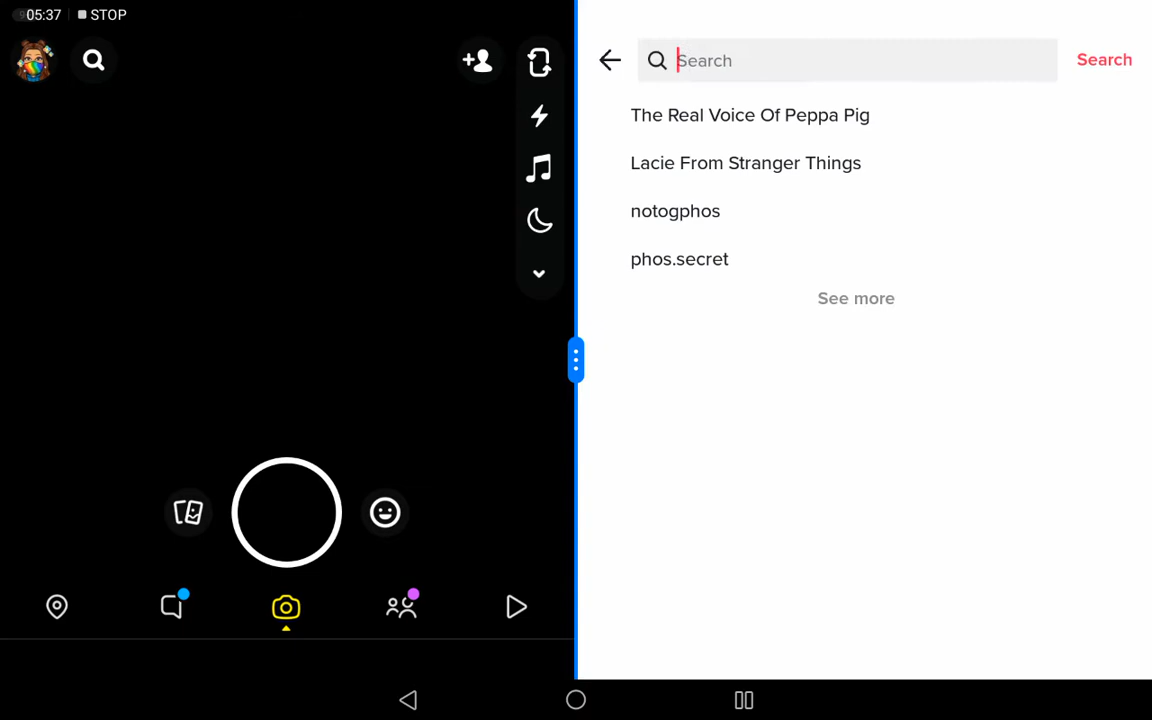 05:37 STOP
Search Search
The Real Voice Of Peppa Pig
Lacie From Stranger Things
notogphos
phos.secret
See more